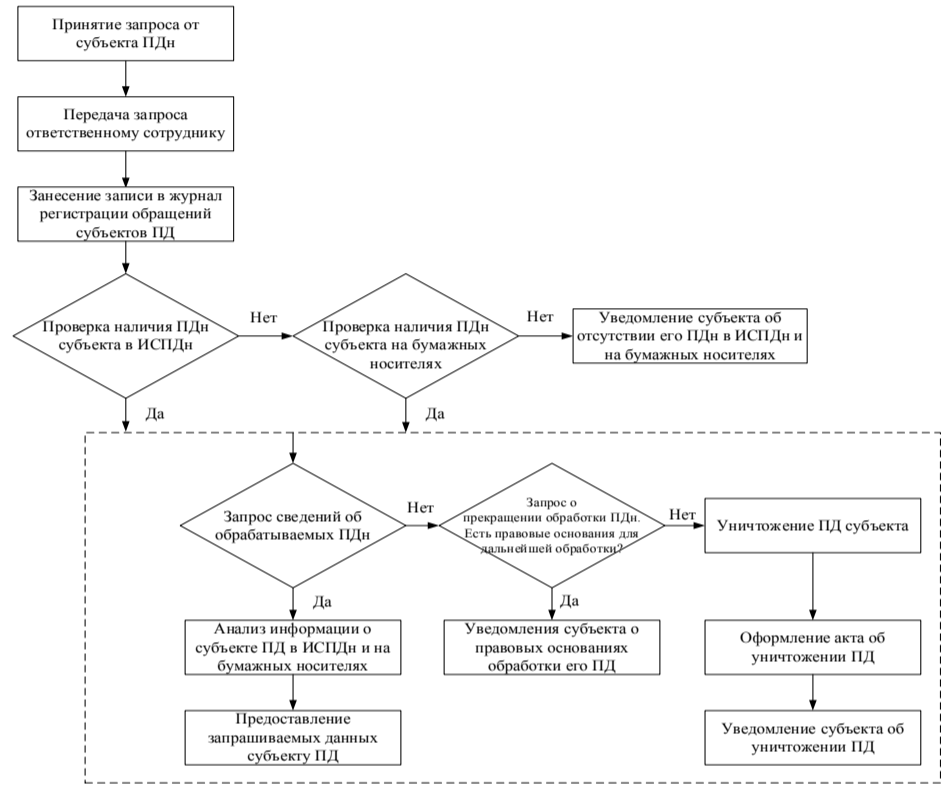 Принятие запроса от
субъекта ПДн
Передача запроса
ответственному сотруднику
Занесение записи в журнал
регистрации обращений
субъектов ПД
Проверка наличия ПДн
субъекта в ИСПДн
Нет
Проверка наличия ПДн
субъекта на бумажных
носителях
Нет
Уведомление субъекта об
отсутствии его ПДн в ИСПДн и
на бумажных носителях
Да
Да
Запрос сведений об
обрабатываемых ПДн
Нет
Запрос о
прекращении обработки ПДн.
Есть правовые основания для
дальнейшей обработки?
Нет
Уничтожение ПД субъекта
Да
Да
Анализ информации о
субъекте ПД в ИСПДн и на
бумажных носителях
Уведомления субъекта о
правовых основаниях
обработки его ПД
Оформление акта об
уничтожении ПД
Предоставление
запрашиваемых данных
субъекту ПД
Уведомление субъекта об
уничтожении ПД